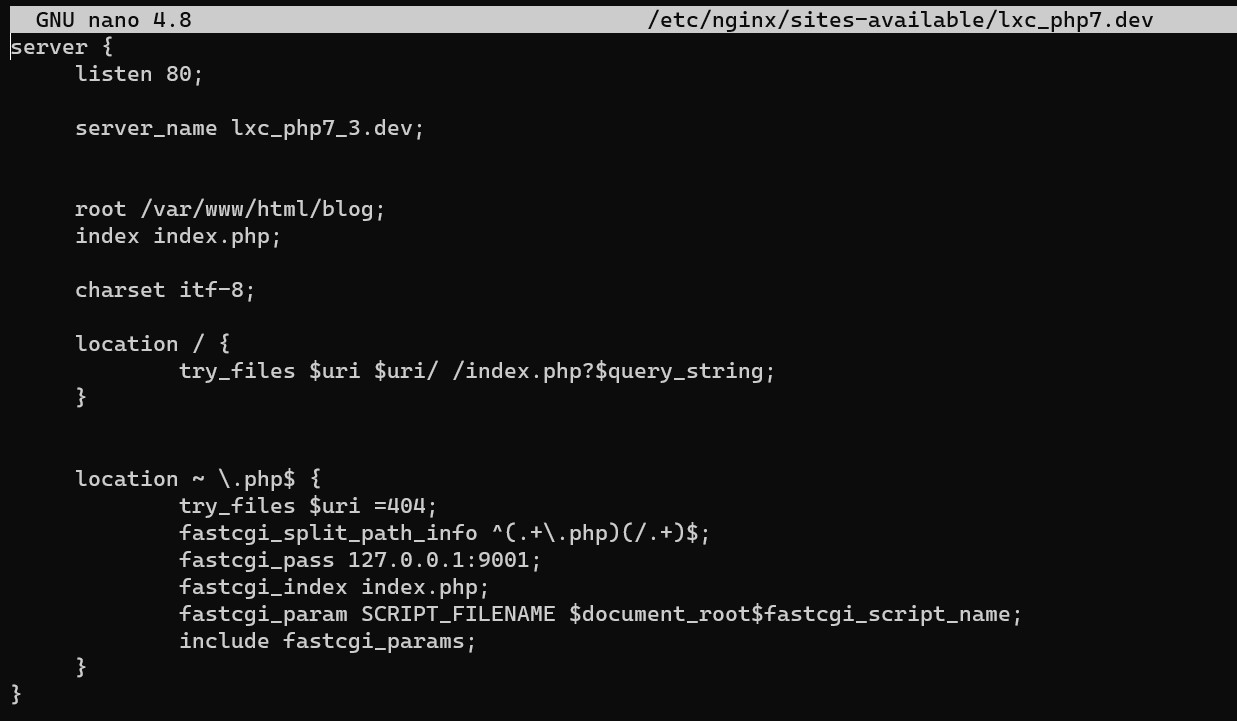 GNU nano 4.8 /etc/nginx/sites-available/lxc_php7.dev
server {
listen 80;
server_name lxc_php7_3.dev;
root /var/www/html/blog;
index index.php;
charset itf-8;
location / {
try_files $uri $uri/ /index.php?$query_string;
}
location ~ \.php$ {
try_files $uri =404;
fastcgi_split_path_info ^(.+\.php)(/.+)$;
fastcgi_pass 127.0.0.1:9001;
fastcgi_index index.php;
fastcgi_param SCRIPT_FILENAME $document_root$fastcgi_script_name;
include fastcgi_params;
}
}